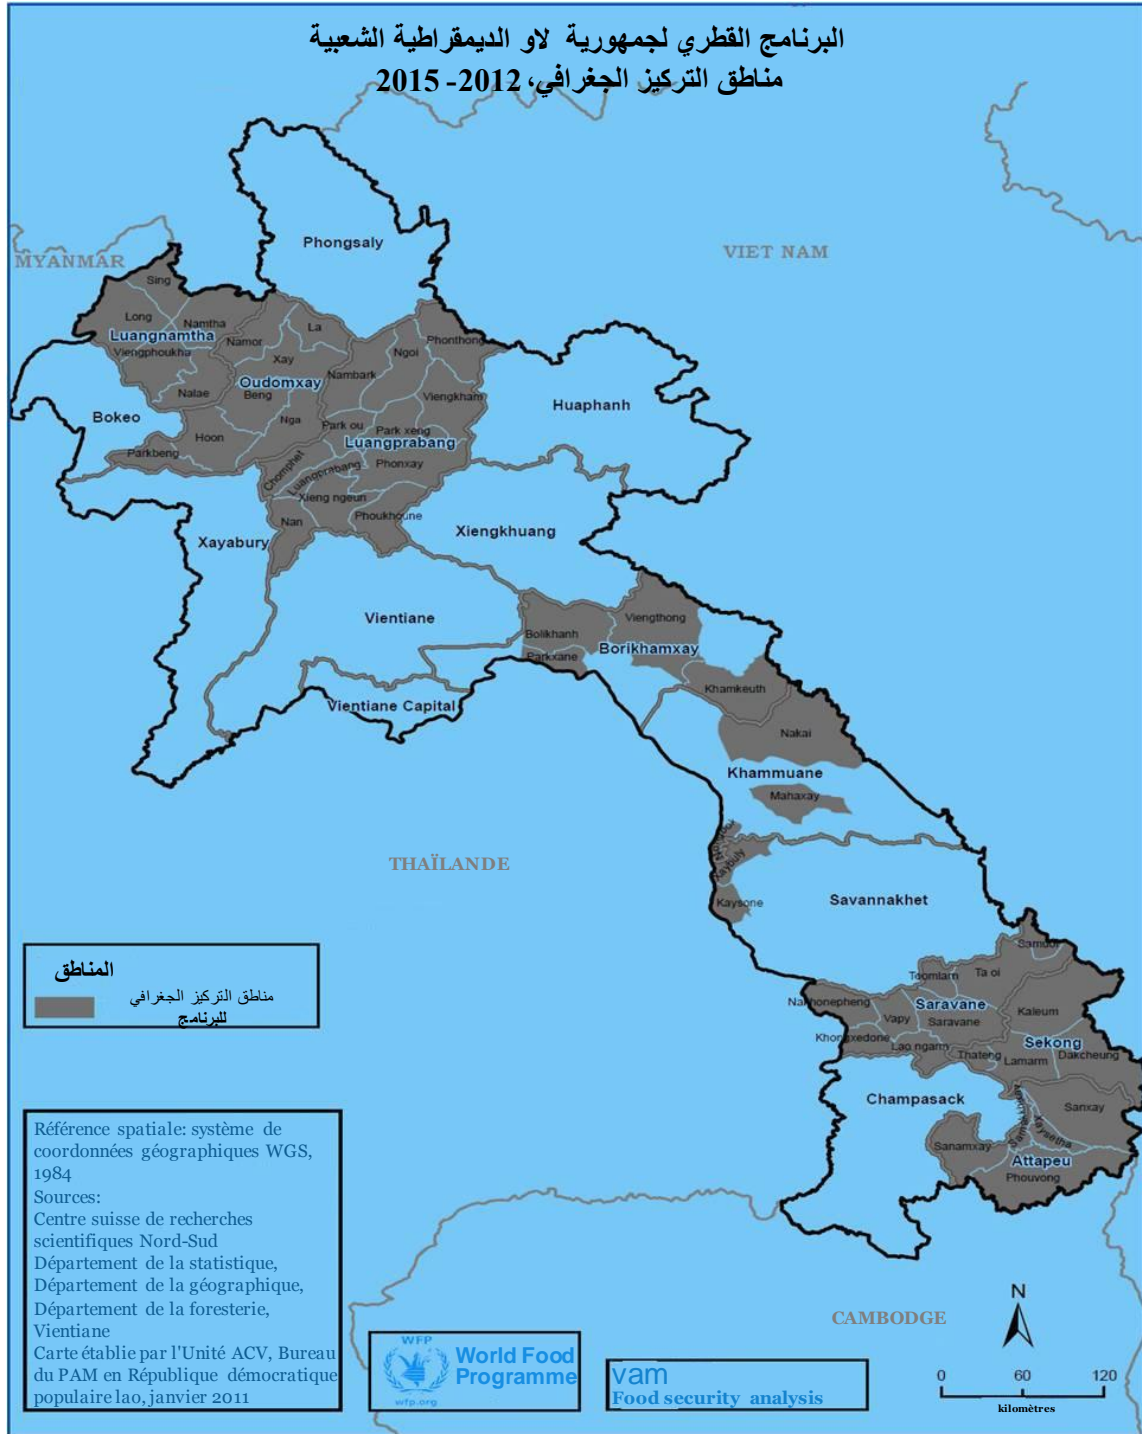 البرنامج القطري لجمهورية لاو الديمقراطية الشعبية
مناطق التركيز الجغرافي، 2012- 2015
Phongsaly
MYANMAR
VIET NAM
Sing
Long
Namtha
Luangnamtha
Viengphoukha
Nalae
La
Namor
Xay
Oudomxay
Beng
Nga
Hoon
Parkbeng
Bokeo
Phonthong
Ngoi
Nambark
Viengkham
Park ou
Park xeng
Luangprabang
Chomphet
Luangprabang
Phonxay
Xieng ngeun
Nan
Phoukhoune
Huaphanh
Xayabury
Xiengkhuang
Vientiane
Vientiane Capital
Bolikhanh
Viengthong
Borikhamxay
Parkxane
Khamkeuth
Nakai
Khammuane
Mahaxay
Xaybuly
Kaysone
THAÏLANDE
Savannakhet
Samuoi
Ta oi
Toomlarn
Nakhonepheng
Saravane
Vapy
Saravane
Kaleum
Khongxedone
Lao ngarm
Sekong
Thateng
Lamarm
Dakcheung
Champasack
Sanxay
Xaysetha
Sanamxay
Attapeu
Phouvong
المناطق
مناطق التركيز الجغرافي
للبرنامج
Référence spatiale: système de
coordonnées géographiques WGS,
1984
Sources:
Centre suisse de recherches
scientifiques Nord-Sud
Département de la statistique,
Département de la géographique,
Département de la foresterie,
Vientiane
Carte établie par l'Unité ACV, Bureau
du PAM en République démocratique
populaire lao, janvier 2011
WFP
wfp.org
World Food
Programme
vam
Food security analysis
CAMBODGE
N
0 60 120
kilomètres